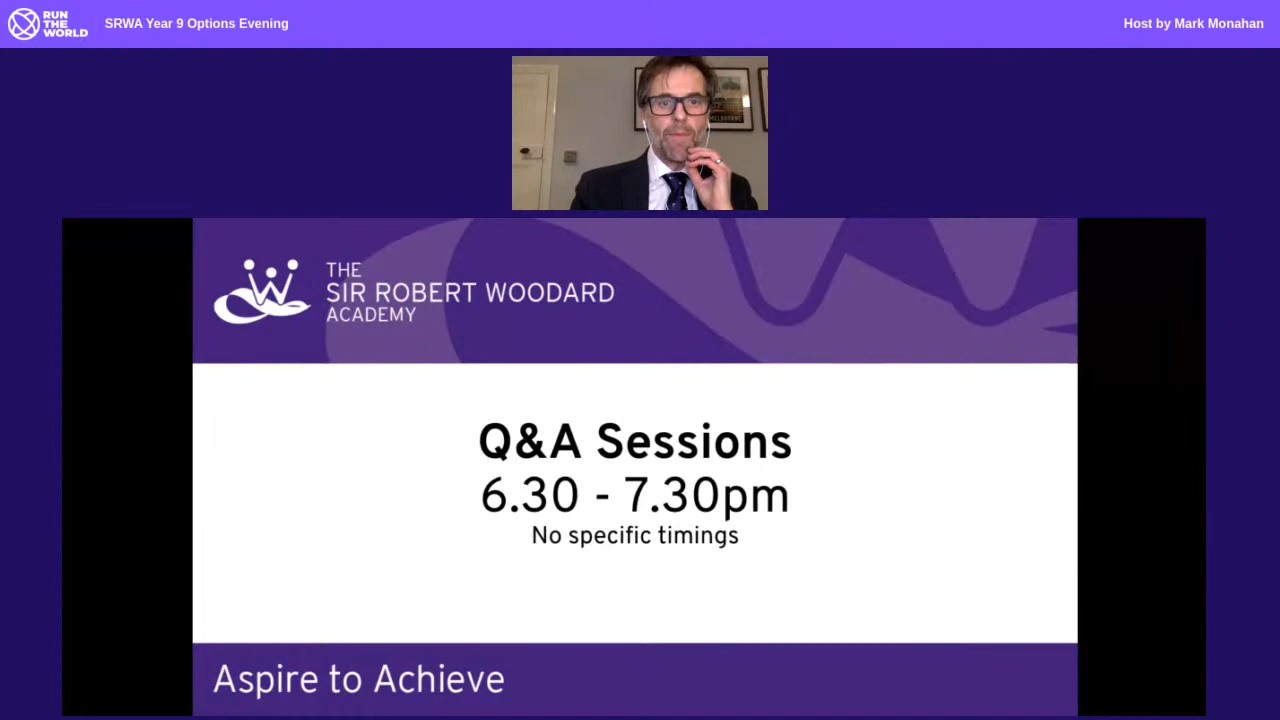 RUN
THE
WORLD
SRWA Year 9 Options Evening
Host by Mark Monahan
MELBOURNE
THE
SIR ROBERT WOODARD
ACADEMY
Q&A Sessions
6.30 - 7.30pm
No specific timings
Aspire to Achieve